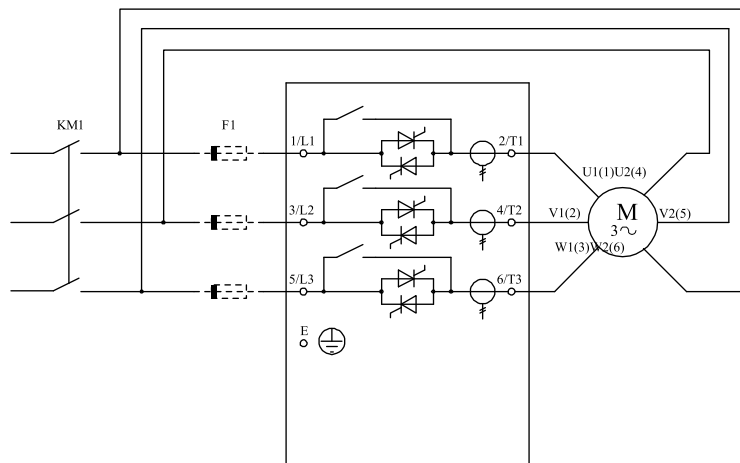 KM1
F1
1/L1
2/T1
U1(1)U2(4)
3/L2
4/T2
V1(2)
M
3~
V2(5)
W1(3)W2(6)
5/L3
6/T3
E